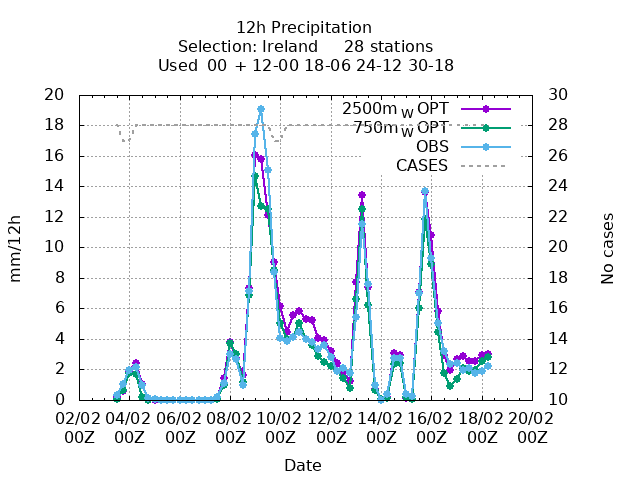 12h Precipitation
Selection: Ireland 28 stations
Used 00 + 12-00 18-06 24-12 30-18
20 30
18 28
16 26
14 24
12 22
10 20
8 18
6 16
4 14
2 12
0 10
2500m_W OPT
750m_W OPT
OBS
CASES
mm/12h
No cases
02/02 04/02 06/02 08/02 10/02 12/02 14/02 16/02 18/02 20/02
00Z 00Z 00Z 00Z 00Z 00Z 00Z 00Z 00Z 00Z
Date